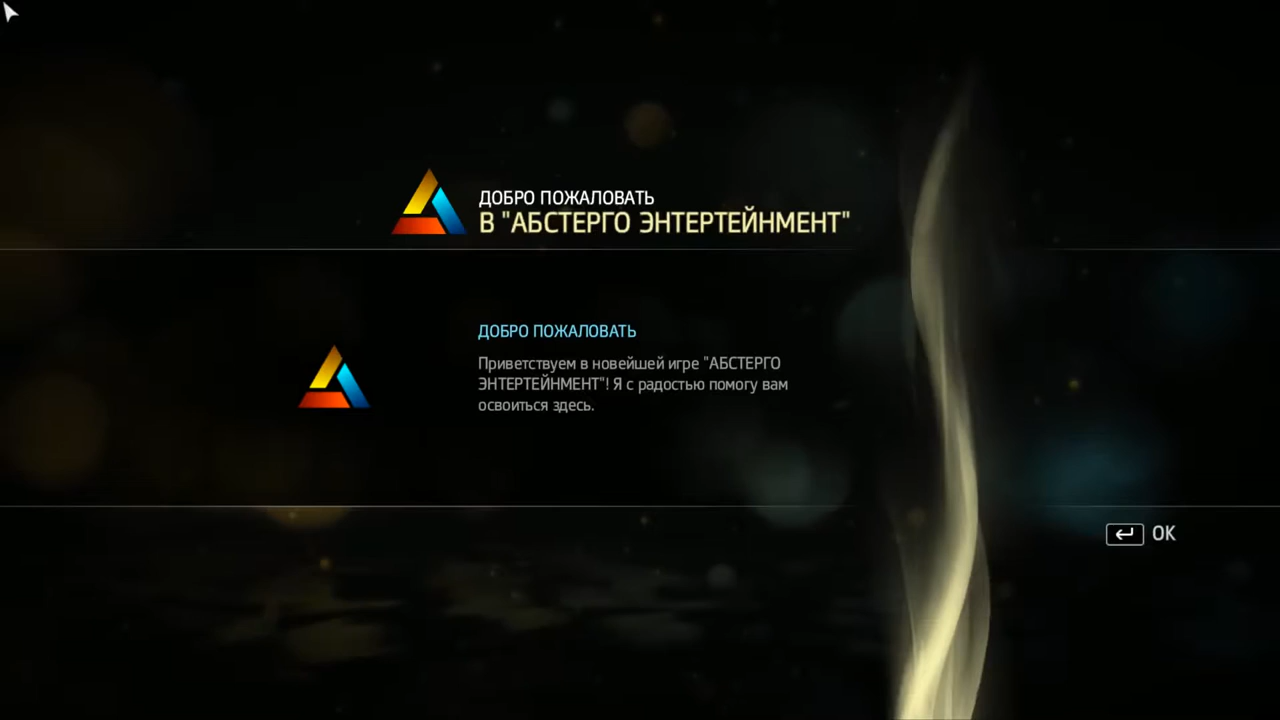 ДОБРО ПОЖАЛОВАТЬ
В "АБСТЕРГО ЭНТЕРТЕЙНМЕНТ"
ДОБРО ПОЖАЛОВАТЬ
Приветствуем в новейшей игре "АБСТЕРГО
ЭНТЕРТЕЙНМЕНТ"! Я с радостью помогу вам
освоиться здесь.
OK